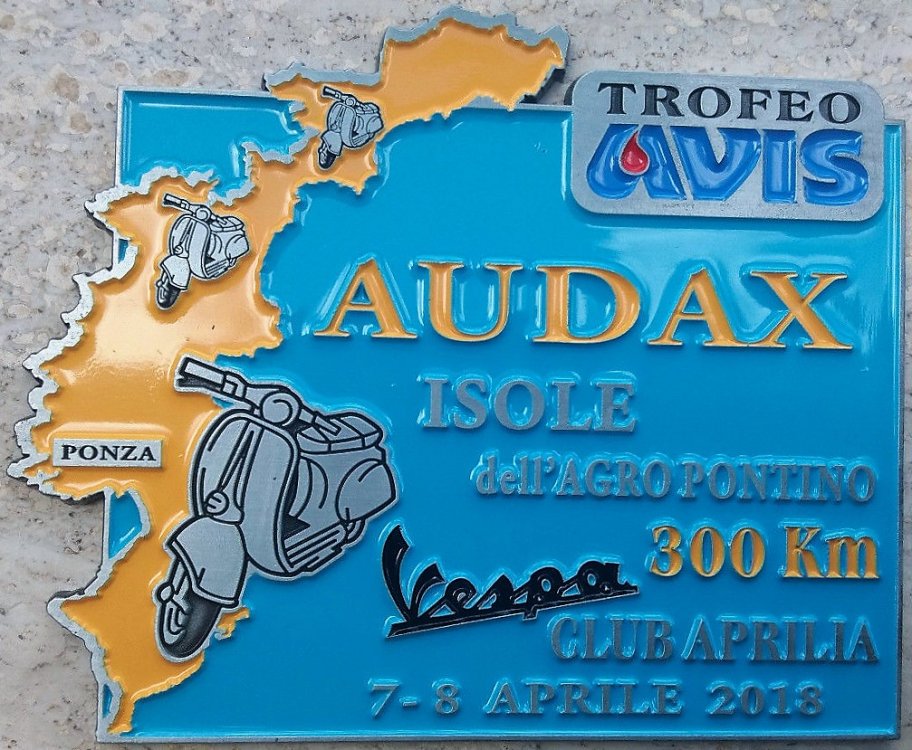 TROFEO
AVIS
AUDAX
ISOLE
dell'AGRO PONTINO
300 Km
PONZA
Vespa
CLUB APRILIA
7-8 APRILE 2018